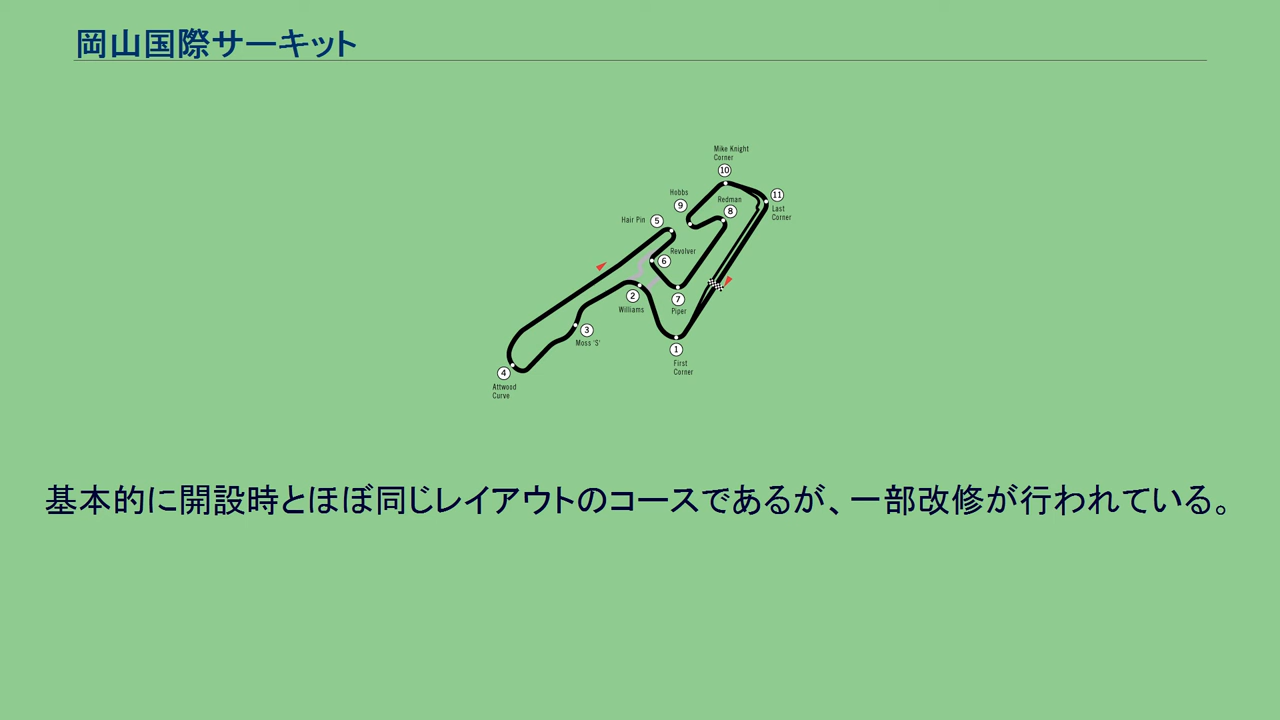 岡山国際サーキット
Mike Knight
Corner
10
11
Last
Corner
Hobbs
9
Redman
8
Hair Pin
5
Revolver
6
2
Williams
7
Piper
3
Moss 'S'
1
First
Corner
4
Attwood
Curve
基本的に開設時とほぼ同じレイアウトのコースであるが、一部改修が行われている。